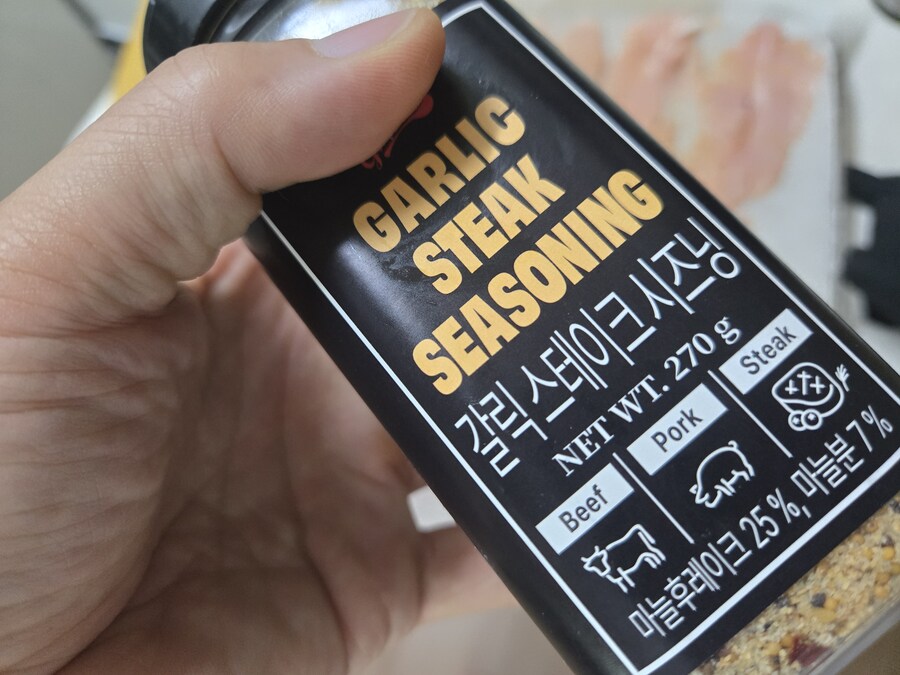 GARLIC
STEAK
SEASONING
갈릭 스테이크 시즈닝
NET WT. 270 g
Beef
Pork
Steak
마늘후레이크 25 %, 마늘분 7 %